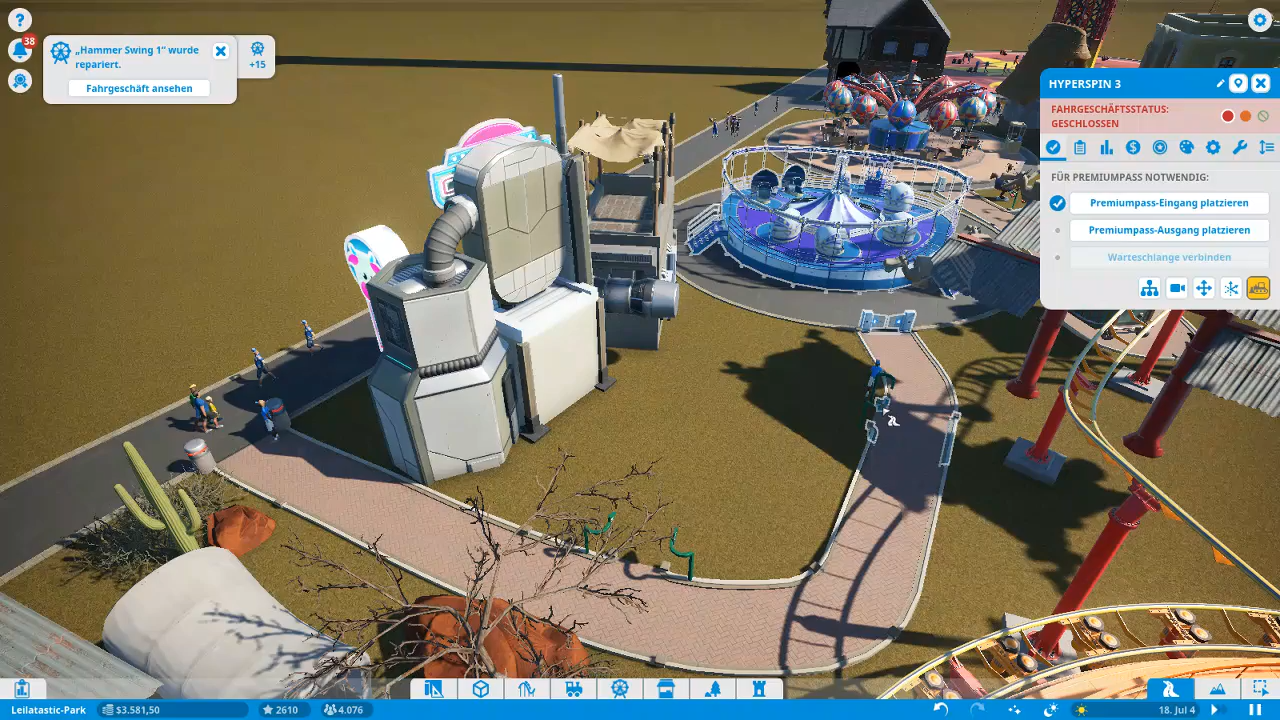 ?
38
„Hammer Swing 1“ wurde
repariert.
+15
Fahrgeschäft ansehen
HYPERSPIN 3
FAHRGESCHÄFTSSTATUS:
GESCHLOSSEN
FÜR PREMIUMPASS NOTWENDIG:
Premiumpass-Eingang platzieren
Premiumpass-Ausgang platzieren
Warteschlange verbinden
Leilatastic-Park
$3.581,50
2610
4.076
18. Jul 4